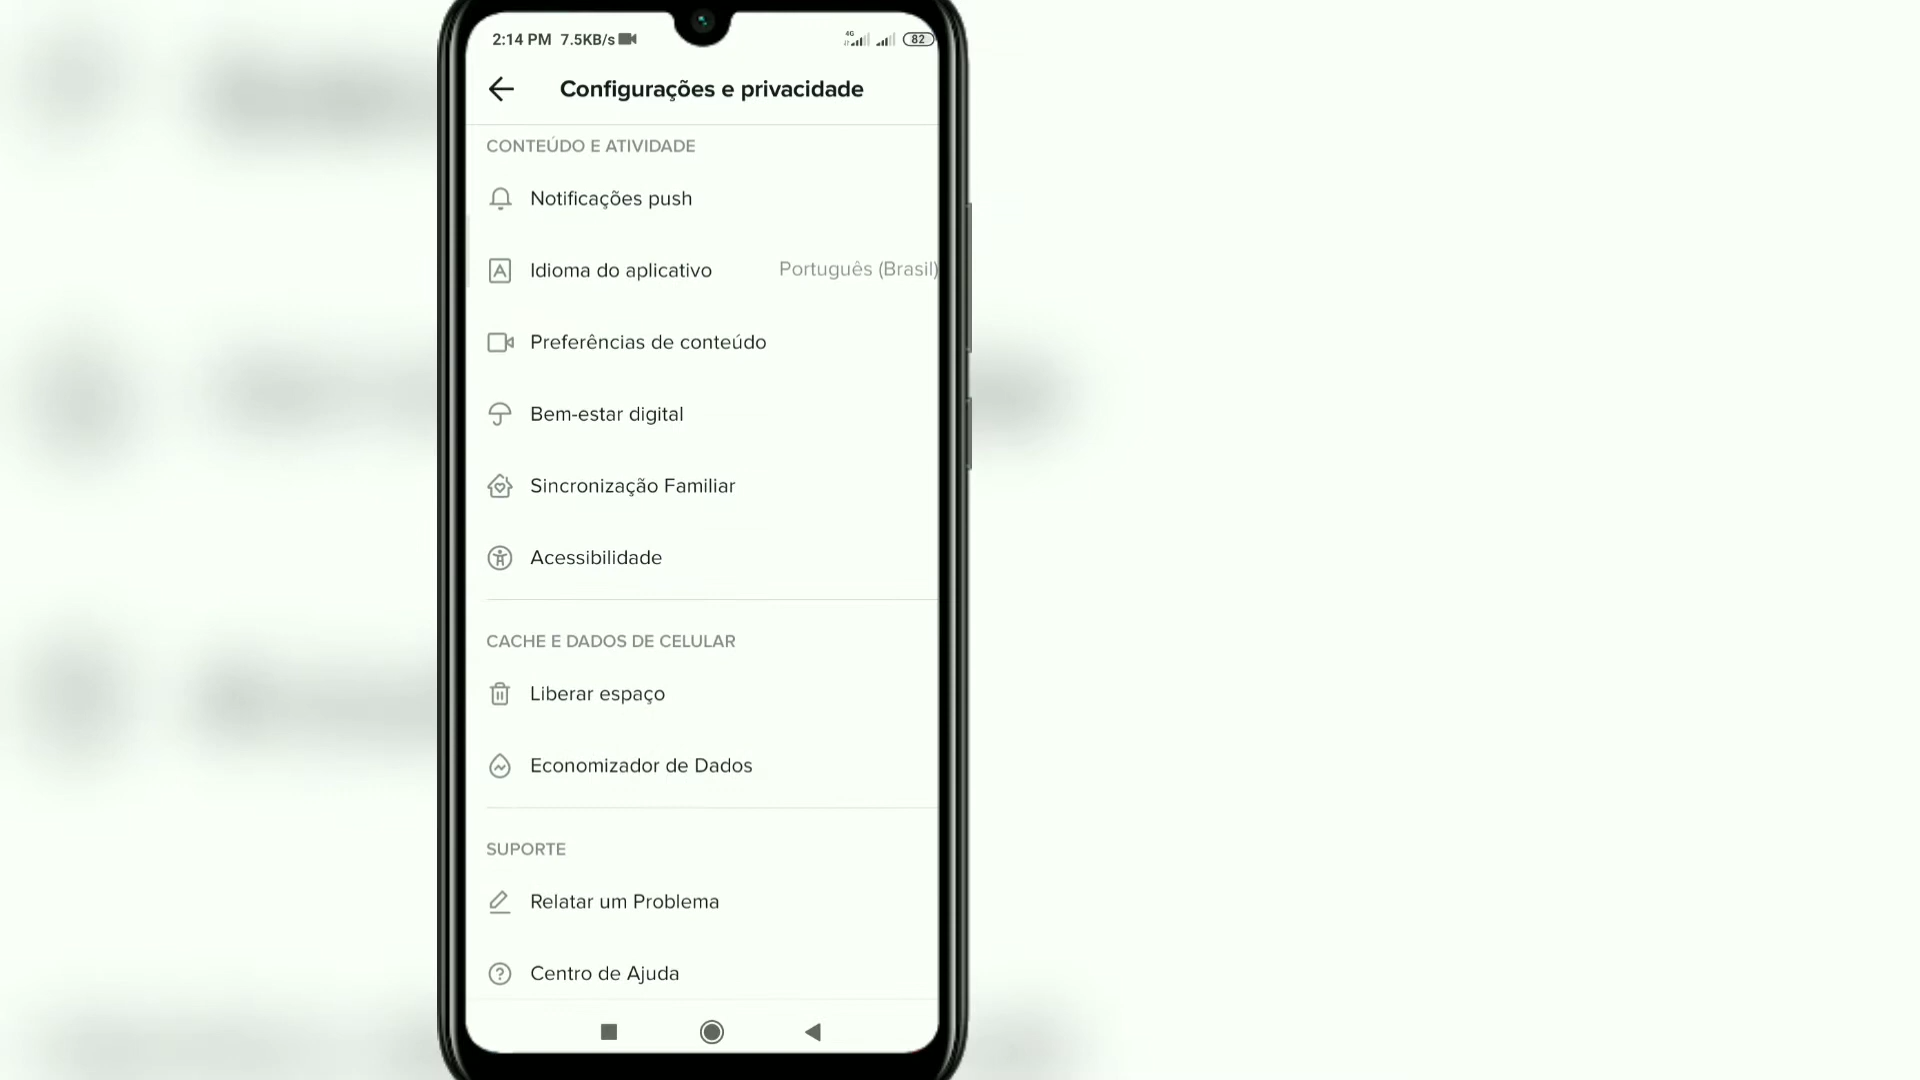 2:14 PM 7.5KB/s 4G 82
Configurações e privacidade
CONTEÚDO E ATIVIDADE
Notificações push
Idioma do aplicativo Português (Brasil)
Preferências de conteúdo
Bem-estar digital
Sincronização Familiar
Acessibilidade
CACHE E DADOS DE CELULAR
Liberar espaço
Economizador de Dados
SUPORTE
Relatar um Problema
Centro de Ajuda